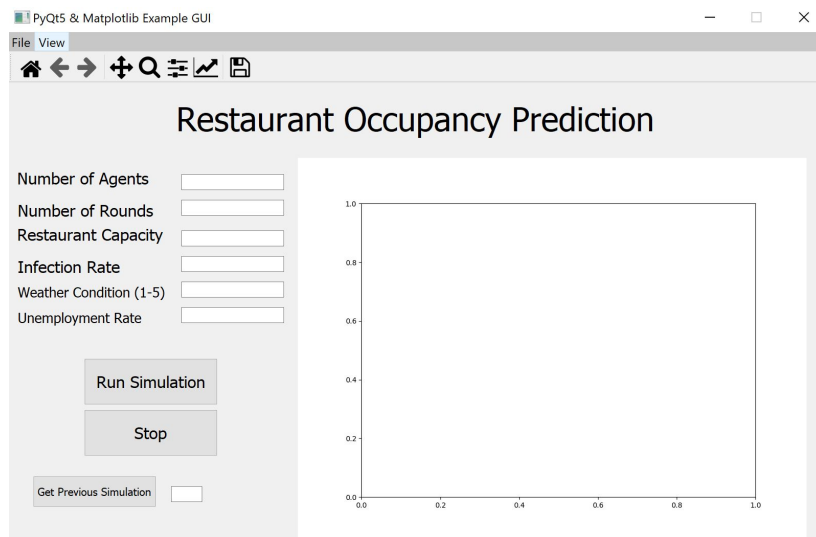 PyQt5 & Matplotlib Example GUI
File View
Restaurant Occupancy Prediction
Number of Agents
Number of Rounds
Restaurant Capacity
Infection Rate
Weather Condition (1-5)
Unemployment Rate
Run Simulation
Stop
Get Previous Simulation
1.0
0.8
0.6
0.4
0.2
0.0
0.0 0.2 0.4 0.6 0.8 1.0